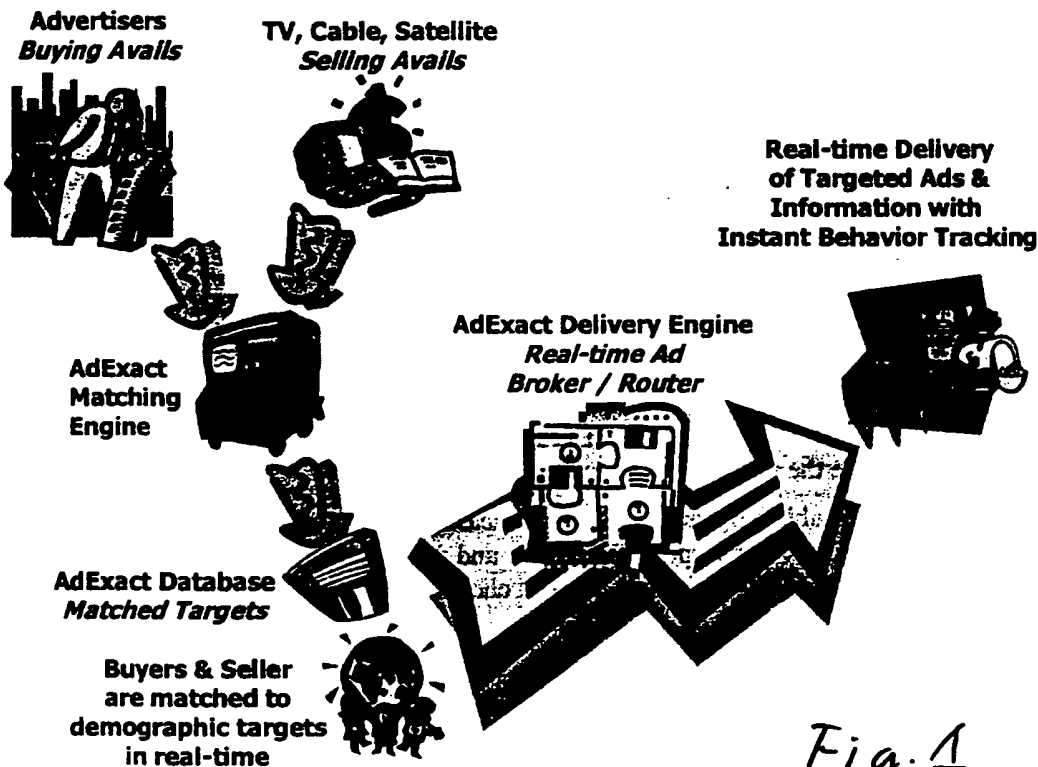 Advertisers
Buying Avails
TV, Cable, Satellite
Selling Avails
Real-time Delivery
of Targeted Ads &
Information with
Instant Behavior Tracking
AdExact Delivery Engine
Real-time Ad
Broker / Router
AdExact
Matching
Engine
AdExact Database
Matched Targets
Buyers & Seller
are matched to
demographic targets
in real-time
Fig. 1